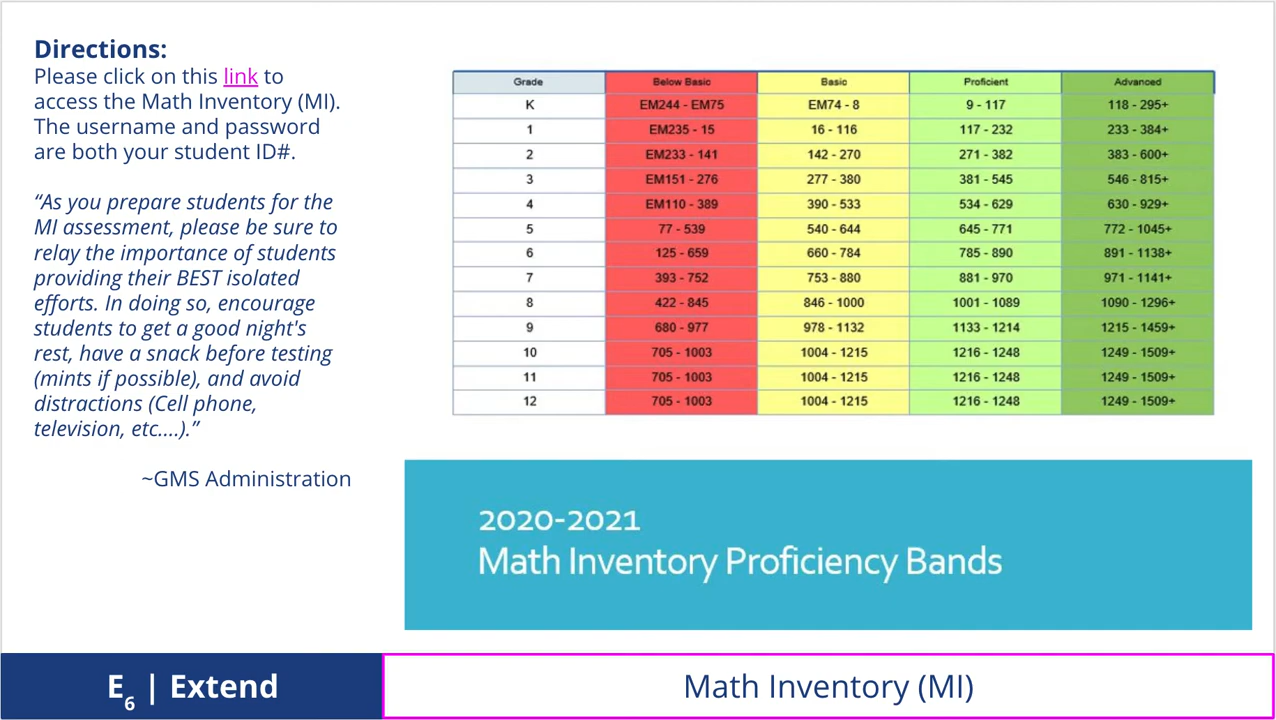 Directions:
Please click on this link to
access the Math Inventory (MI).
The username and password
are both your student ID#.
“As you prepare students for the
MI assessment, please be sure to
relay the importance of students
providing their BEST isolated
efforts. In doing so, encourage
students to get a good night's
rest, have a snack before testing
(mints if possible), and avoid
distractions (Cell phone,
television, etc....).”
~GMS Administration
Grade Below Basic Basic Proficient Advanced
K EM244 - EM75 EM74 - 8 9 - 117 118 - 295+
1 EM235 - 15 16 - 116 117 - 232 233 - 384+
2 EM233 - 141 142 - 270 271 - 382 383 - 600+
3 EM151 - 276 277 - 380 381 - 545 546 - 815+
4 EM110 - 389 390 - 533 534 - 629 630 - 929+
5 77 - 539 540 - 644 645 - 771 772 - 1045+
6 125 - 659 660 - 784 785 - 890 891 - 1138+
7 393 - 752 753 - 880 881 - 970 971 - 1141+
8 422 - 845 846 - 1000 1001 - 1089 1090 - 1296+
9 680 - 977 978 - 1132 1133 - 1214 1215 - 1459+
10 705 - 1003 1004 - 1215 1216 - 1248 1249 - 1509+
11 705 - 1003 1004 - 1215 1216 - 1248 1249 - 1509+
12 705 - 1003 1004 - 1215 1216 - 1248 1249 - 1509+
2020-2021
Math Inventory Proficiency Bands
E6 | Extend
Math Inventory (MI)